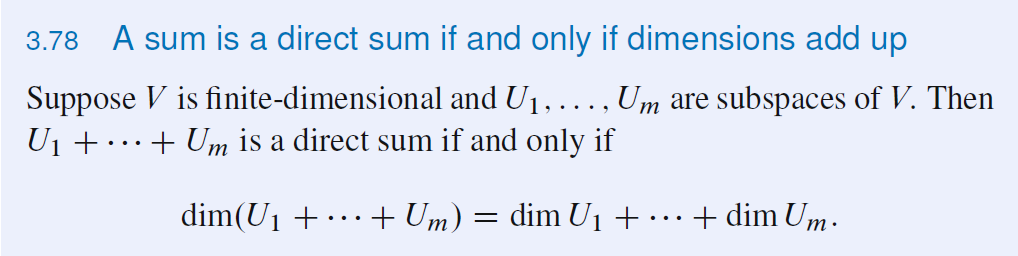 3.78 A sum is a direct sum if and only if dimensions add up
Suppose V is finite-dimensional and U₁, . . . , Uₘ are subspaces of V. Then
U₁ + · · · + Uₘ is a direct sum if and only if
dim(U₁ + · · · + Uₘ) = dim U₁ + · · · + dim Uₘ.